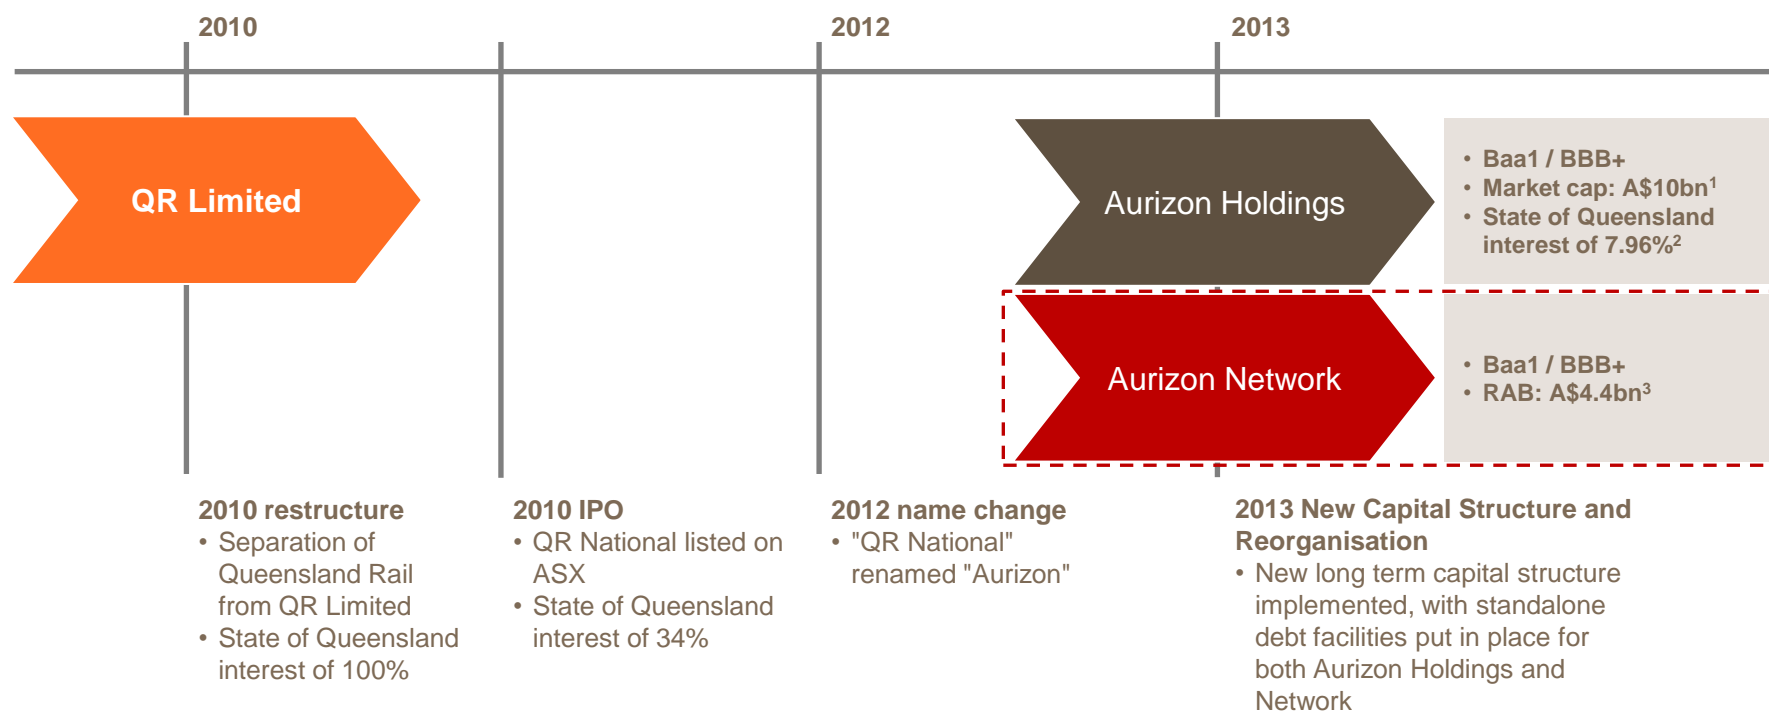 2010
2012
2013
QR Limited
Aurizon Holdings
• Baa1 / BBB+
• Market cap: A$10bn¹
• State of Queensland
interest of 7.96%²
Aurizon Network
• Baa1 / BBB+
• RAB: A$4.4bn³
2010 restructure
• Separation of
Queensland Rail
from QR Limited
• State of Queensland
interest of 100%
2010 IPO
• QR National listed on
ASX
• State of Queensland
interest of 34%
2012 name change
• "QR National"
renamed "Aurizon"
2013 New Capital Structure and
Reorganisation
• New long term capital structure
implemented, with standalone
debt facilities put in place for
both Aurizon Holdings and
Network